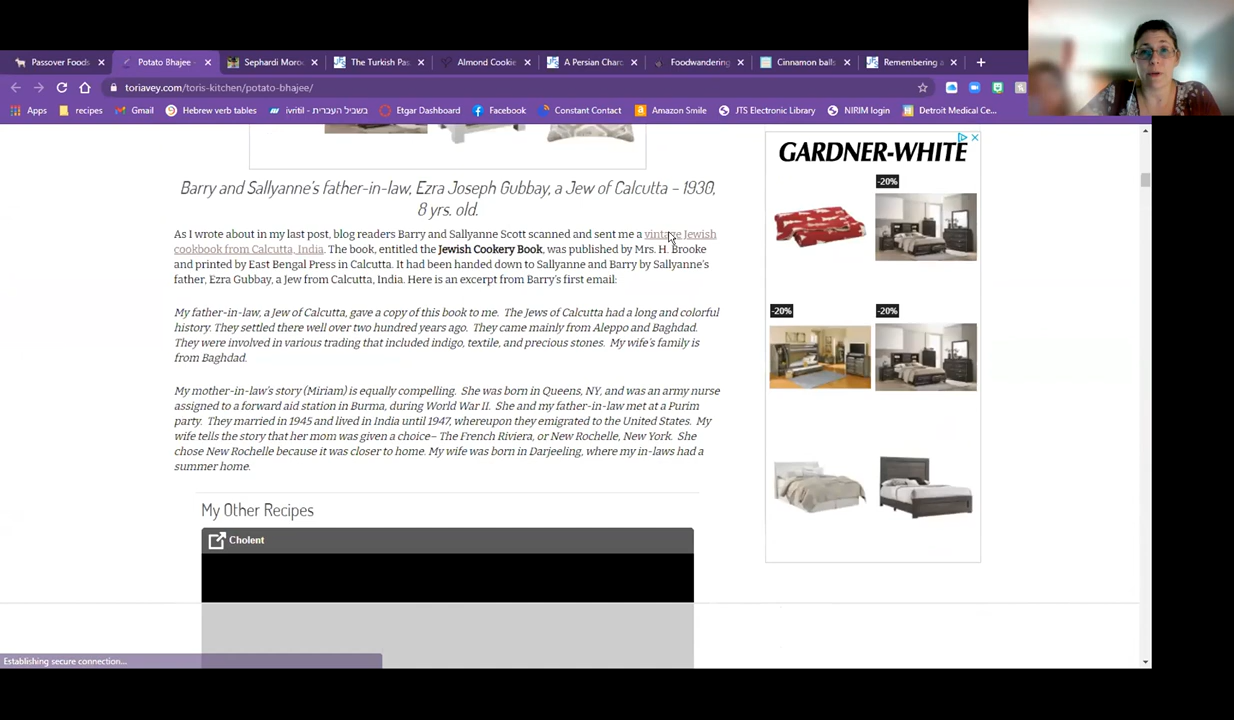 Passover Foods
Potato Bhajee
Sephardi Moro
The Turkish Pas
Almond Cookie
A Persian Charo
Foodwandering
Cinnamon balls
Remembering a
toriavey.com/toris-kitchen/potato-bhajee/
Apps
recipes
Gmail
Hebrew verb tables
ivritil - בשביל העברית
Etgar Dashboard
Facebook
Constant Contact
Amazon Smile
JTS Electronic Library
NIRIM login
Detroit Medical Ce...
Barry and Sallyanne's father-in-law, Ezra Joseph Gubbay, a Jew of Calcutta – 1930,
8 yrs. old.
As I wrote about in my last post, blog readers Barry and Sallyanne Scott scanned and sent me a vintage Jewish
cookbook from Calcutta, India. The book, entitled the Jewish Cookery Book, was published by Mrs. H. Brooke
and printed by East Bengal Press in Calcutta. It had been handed down to Sallyanne and Barry by Sallyanne's
father, Ezra Gubbay, a Jew from Calcutta, India. Here is an excerpt from Barry's first email:
My father-in-law, a Jew of Calcutta, gave a copy of this book to me. The Jews of Calcutta had a long and colorful
history. They settled there well over two hundred years ago. They came mainly from Aleppo and Baghdad.
They were involved in various trading that included indigo, textile, and precious stones. My wife's family is
from Baghdad.
My mother-in-law's story (Miriam) is equally compelling. She was born in Queens, NY, and was an army nurse
assigned to a forward aid station in Burma, during World War II. She and my father-in-law met at a Purim
party. They married in 1945 and lived in India until 1947, whereupon they emigrated to the United States. My
wife tells the story that her mom was given a choice– The French Riviera, or New Rochelle, New York. She
chose New Rochelle because it was closer to home. My wife was born in Darjeeling, where my in-laws had a
summer home.
My Other Recipes
Cholent
GARDNER-WHITE
-20%
-20%
-20%
Establishing secure connection...